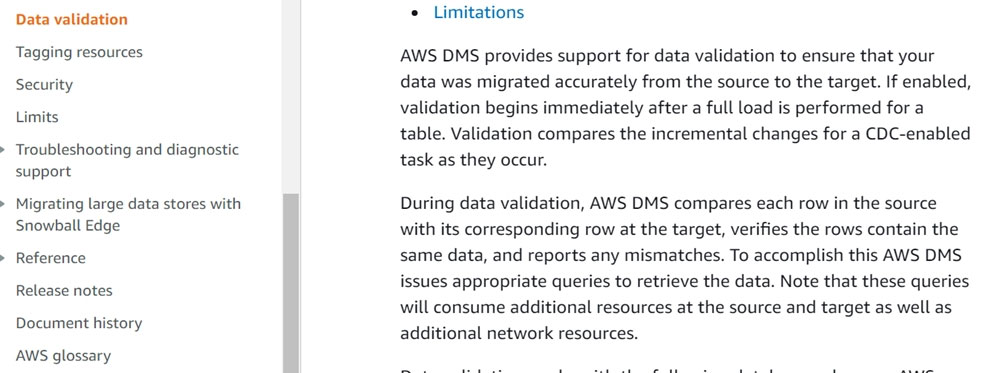 Data validation
Tagging resources
Security
Limits
Troubleshooting and diagnostic
support
Migrating large data stores with
Snowball Edge
Reference
Release notes
Document history
AWS glossary
• Limitations
AWS DMS provides support for data validation to ensure that your
data was migrated accurately from the source to the target. If enabled,
validation begins immediately after a full load is performed for a
table. Validation compares the incremental changes for a CDC-enabled
task as they occur.
During data validation, AWS DMS compares each row in the source
with its corresponding row at the target, verifies the rows contain the
same data, and reports any mismatches. To accomplish this AWS DMS
issues appropriate queries to retrieve the data. Note that these queries
will consume additional resources at the source and target as well as
additional network resources.